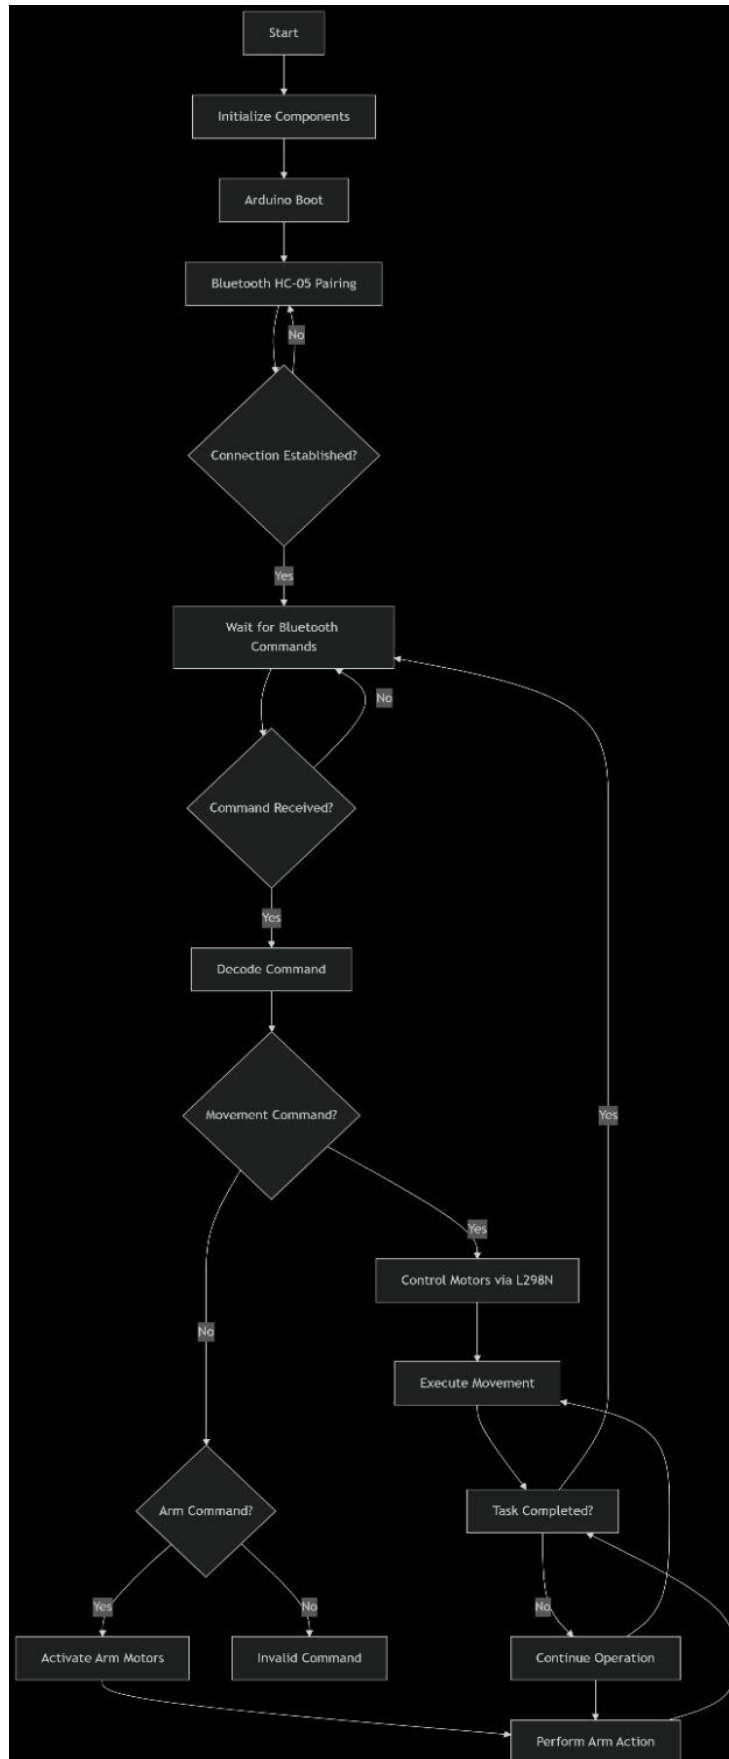 Start
Initialize Components
Arduino Boot
Bluetooth HC-05 Pairing
No
Connection Established?
Yes
Wait for Bluetooth
Commands
No
Command Received?
Yes
Decode Command
Movement Command?
Yes
Yes
Control Motors via L298N
No
Execute Movement
Arm Command?
Task Completed?
Yes
No
No
Activate Arm Motors
Invalid Command
Continue Operation
Perform Arm Action